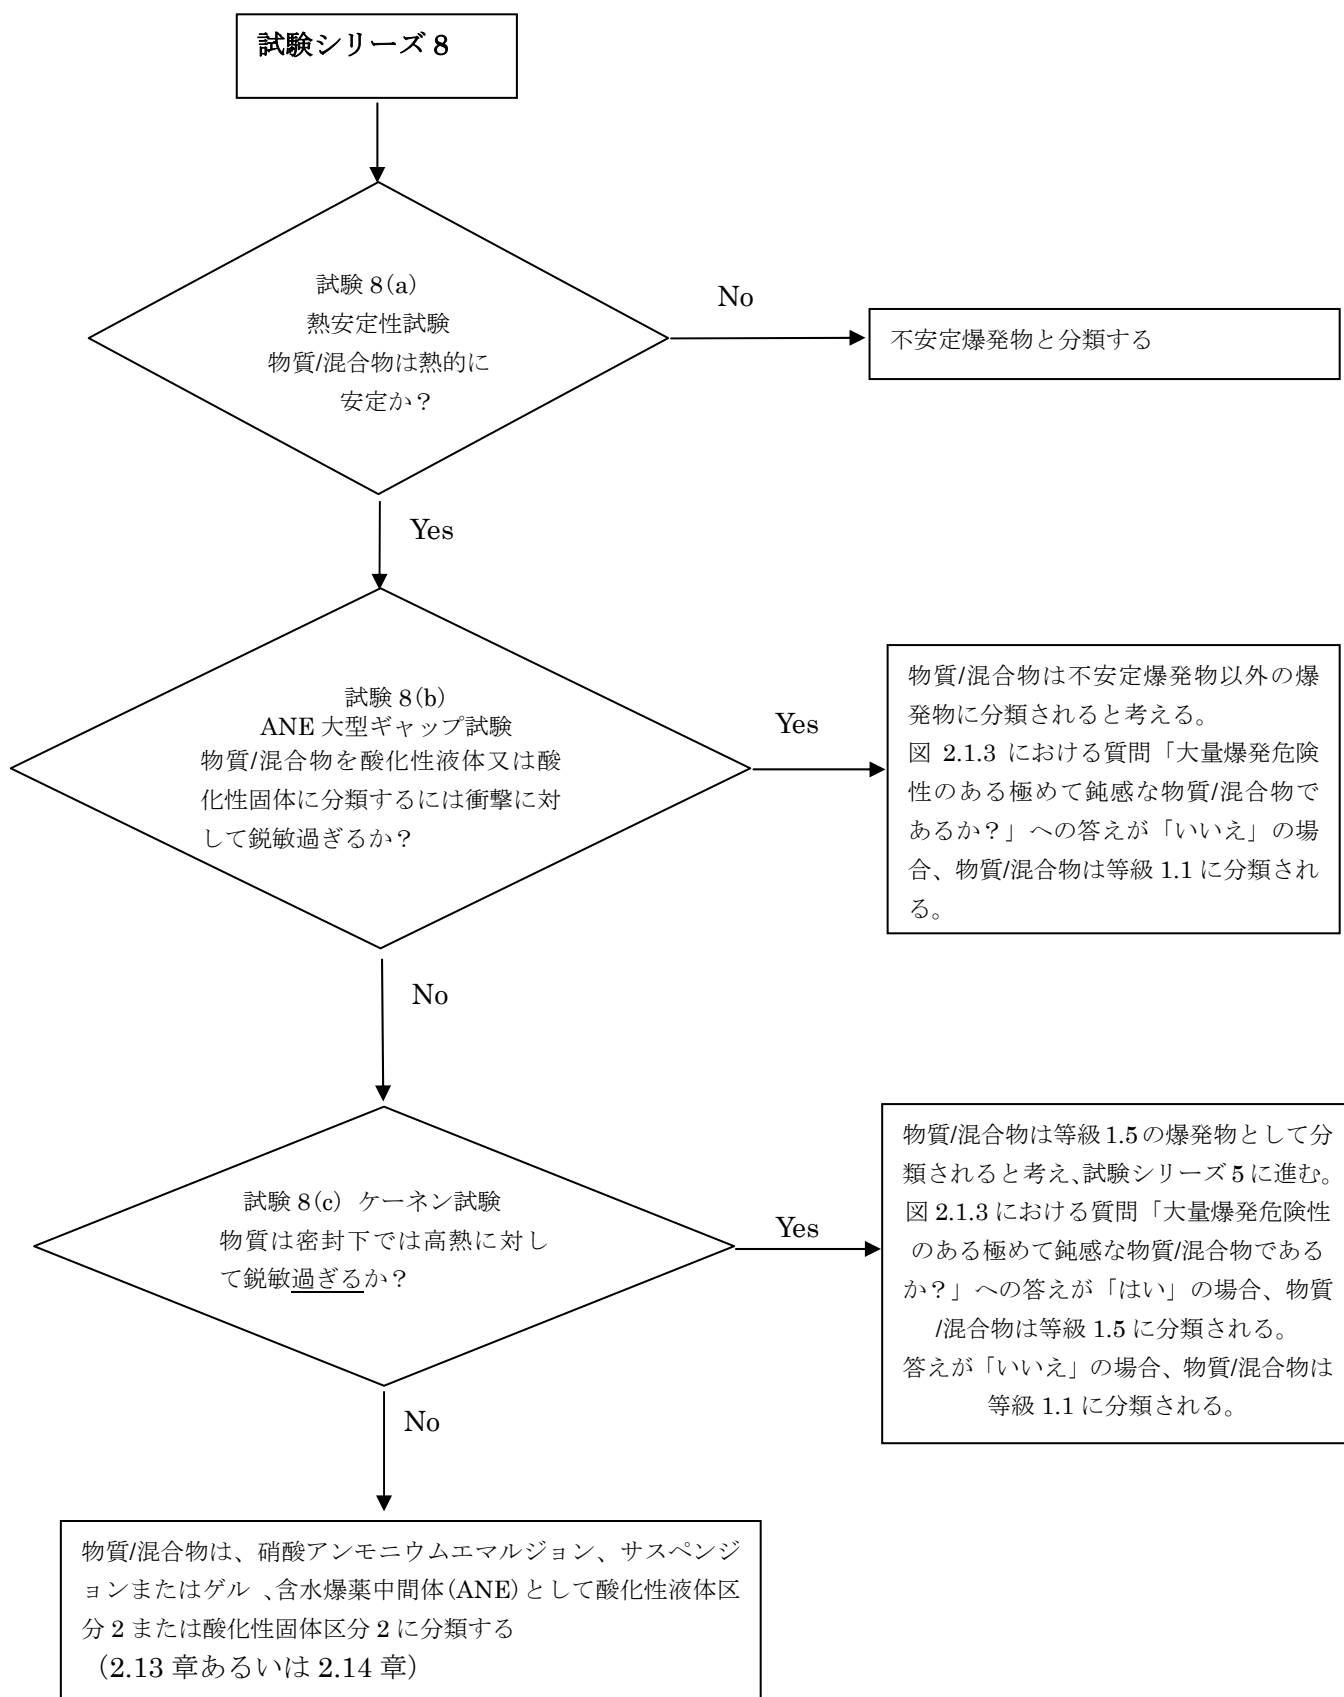 試験シリーズ 8
試験 8(a)
熱安定性試験
物質/混合物は熱的に
安定か？
No
不安定爆発物と分類する
Yes
試験 8(b)
ANE 大型ギャップ試験
物質/混合物を酸化性液体又は酸
化性固体に分類するには衝撃に対
して鋭敏過ぎるか？
Yes
物質/混合物は不安定爆発物以外の爆
発物に分類されると考える。
図 2.1.3 における質問「大量爆発危険
性のある極めて鈍感な物質/混合物で
あるか？」への答えが「いいえ」の場
合、物質/混合物は等級 1.1 に分類され
る。
No
試験 8(c) ケーネン試験
物質は密封下では高熱に対し
て鋭敏過ぎるか？
Yes
物質/混合物は等級 1.5 の爆発物として分
類されると考え、試験シリーズ 5 に進む。
図 2.1.3 における質問「大量爆発危険性
のある極めて鈍感な物質/混合物である
か？」への答えが「はい」の場合、物質
/混合物は等級 1.5 に分類される。
答えが「いいえ」の場合、物質/混合物は
等級 1.1 に分類される。
No
物質/混合物は、硝酸アンモニウムエマルジョン、サスペンジ
ョンまたはゲル 、含水爆薬中間体(ANE)として酸化性液体区
分 2 または酸化性固体区分 2 に分類する
（2.13 章あるいは 2.14 章）